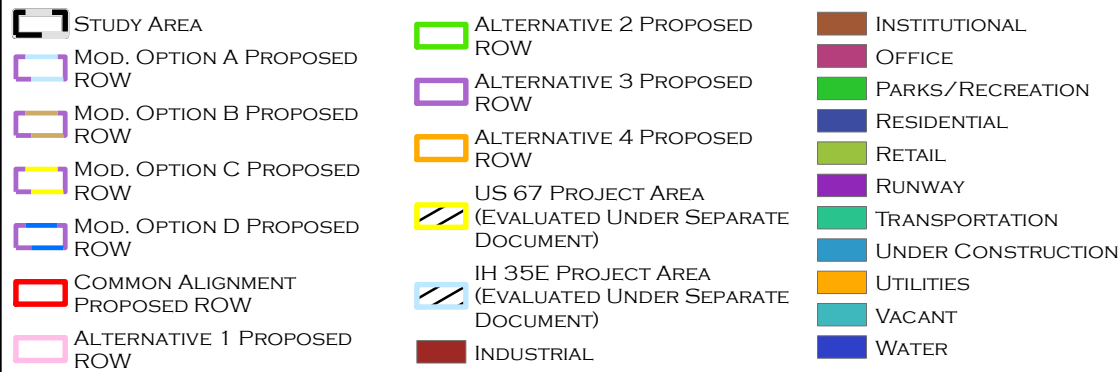 STUDY AREA
MOD. OPTION A PROPOSED
ROW
MOD. OPTION B PROPOSED
ROW
MOD. OPTION C PROPOSED
ROW
MOD. OPTION D PROPOSED
ROW
COMMON ALIGNMENT
PROPOSED ROW
ALTERNATIVE 1 PROPOSED
ROW
ALTERNATIVE 2 PROPOSED
ROW
ALTERNATIVE 3 PROPOSED
ROW
ALTERNATIVE 4 PROPOSED
ROW
US 67 PROJECT AREA
(EVALUATED UNDER SEPARATE
DOCUMENT)
IH 35E PROJECT AREA
(EVALUATED UNDER SEPARATE
DOCUMENT)
INDUSTRIAL
INSTITUTIONAL
OFFICE
PARKS/RECREATION
RESIDENTIAL
RETAIL
RUNWAY
TRANSPORTATION
UNDER CONSTRUCTION
UTILITIES
VACANT
WATER